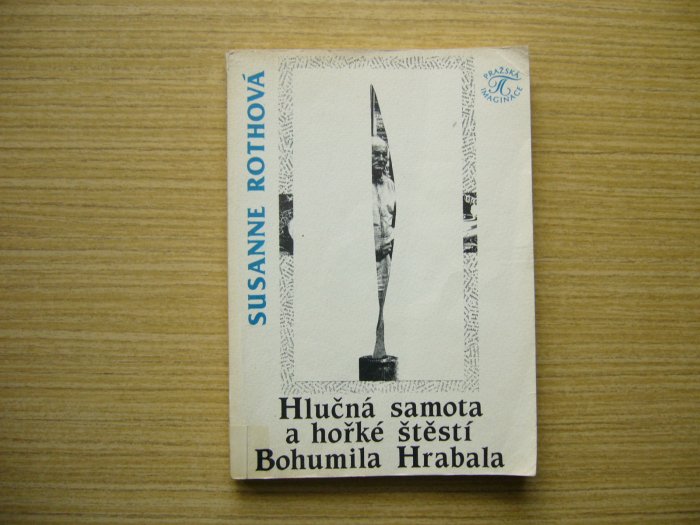 SUSANNE ROTHOVÁ
PRAŽSKÁ
IMAGINACE
Hlučná samota
a hořké štěstí
Bohumila Hrabala